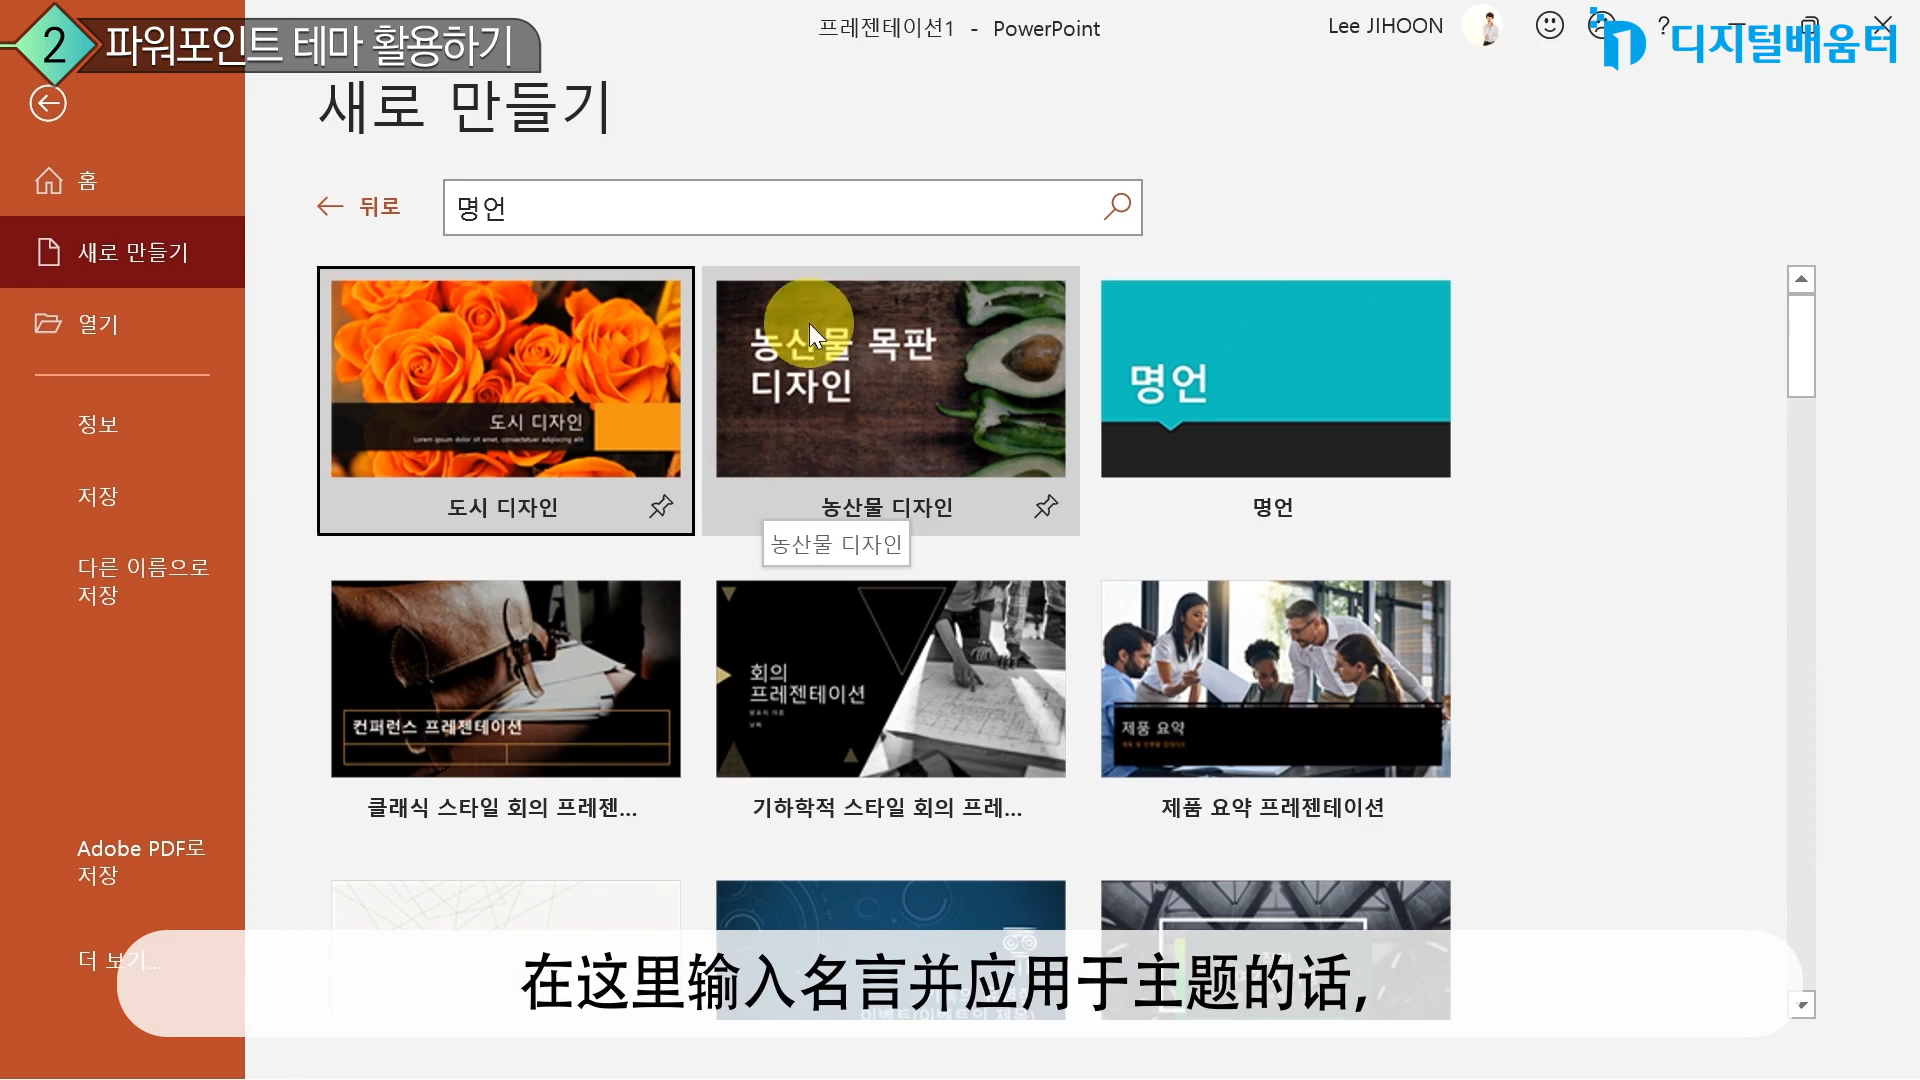 2 파워포인트 테마 활용하기
프레젠테이션1 - PowerPoint
Lee JIHOON
?
디지털배움터
새로 만들기
홈
새로 만들기
열기
정보
저장
다른 이름으로
저장
Adobe PDF로
저장
더 보기...
뒤로
명언
도시 디자인
Lorem ipsum dolor sit amet, consectetuer adipiscing elit
농산물 목판
디자인
명언
도시 디자인
농산물 디자인
명언
농산물 디자인
컨퍼런스 프레젠테이션
회의
프레젠테이션
제품 요약
클래식 스타일 회의 프레젠...
기하학적 스타일 회의 프레...
제품 요약 프레젠테이션
在这里输入名言并应用于主题的话,